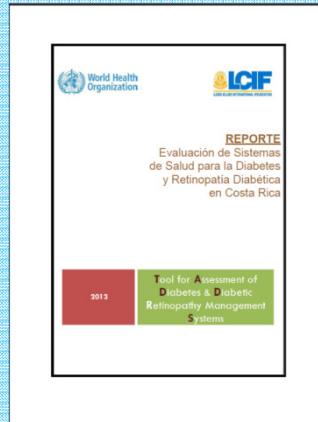 World Health
Organization
LCIF
LIONS CLUBS INTERNATIONAL FOUNDATION
REPORTE
Evaluación de Sistemas
de Salud para la Diabetes
y Retinopatía Diabética
en Costa Rica
2013
Tool for Assessment of
Diabetes & Diabetic
Retinopathy Management
Systems